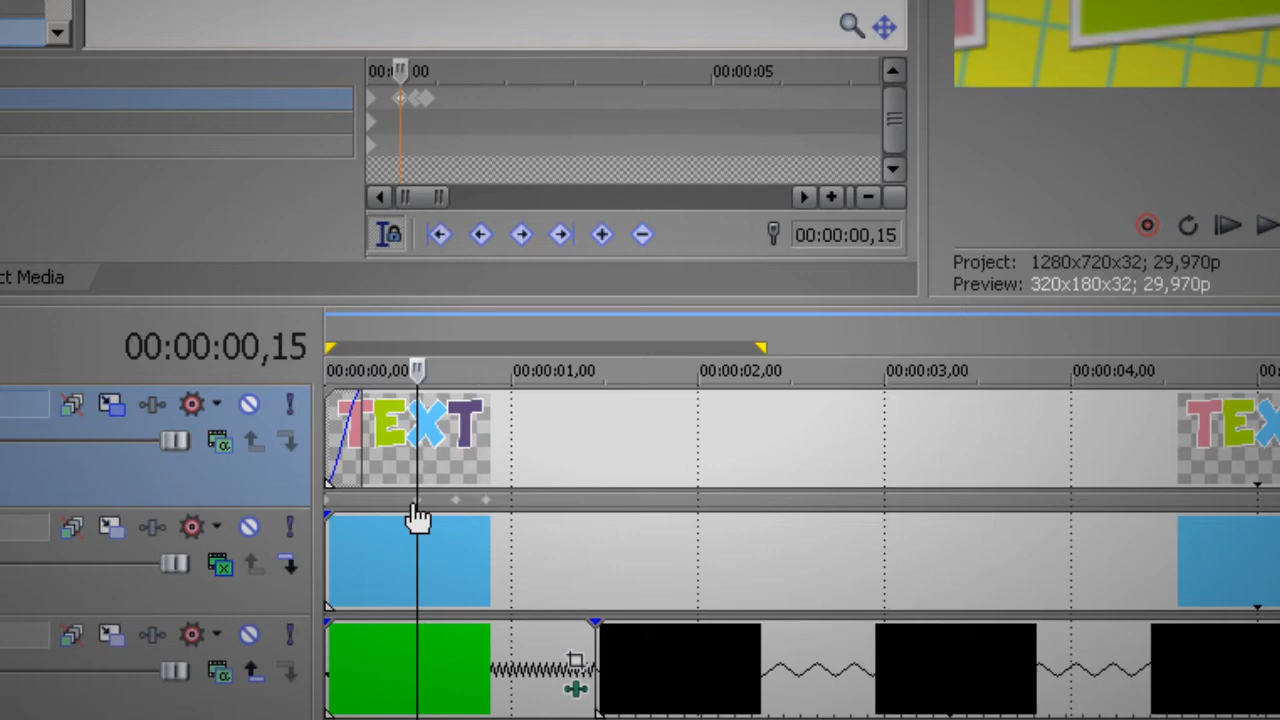 00:00:05
00:00:00,15
ct Media
Project: 1280x720x32; 29,970p
Preview: 320x180x32; 29,970p
00:00:00,15
00:00:00,00 00:00:01,00 00:00:02,00 00:00:03,00 00:00:04,00
TEXT TEX